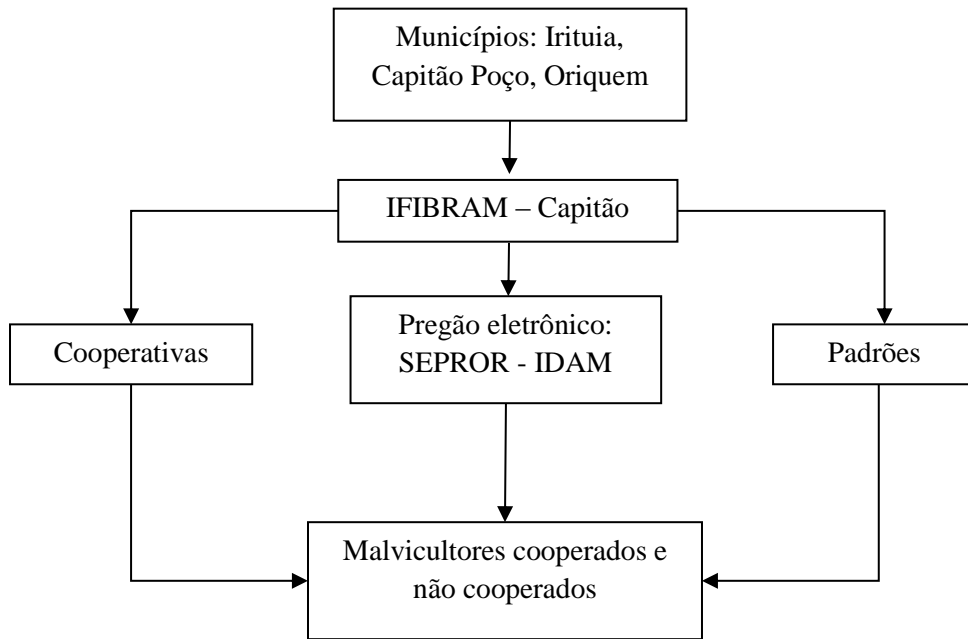 Municípios: Irituia,
Capitão Poço, Oriquem
IFIBRAM – Capitão
Cooperativas
Pregão eletrônico:
SEPROR - IDAM
Padrões
Malvicultores cooperados e
não cooperados